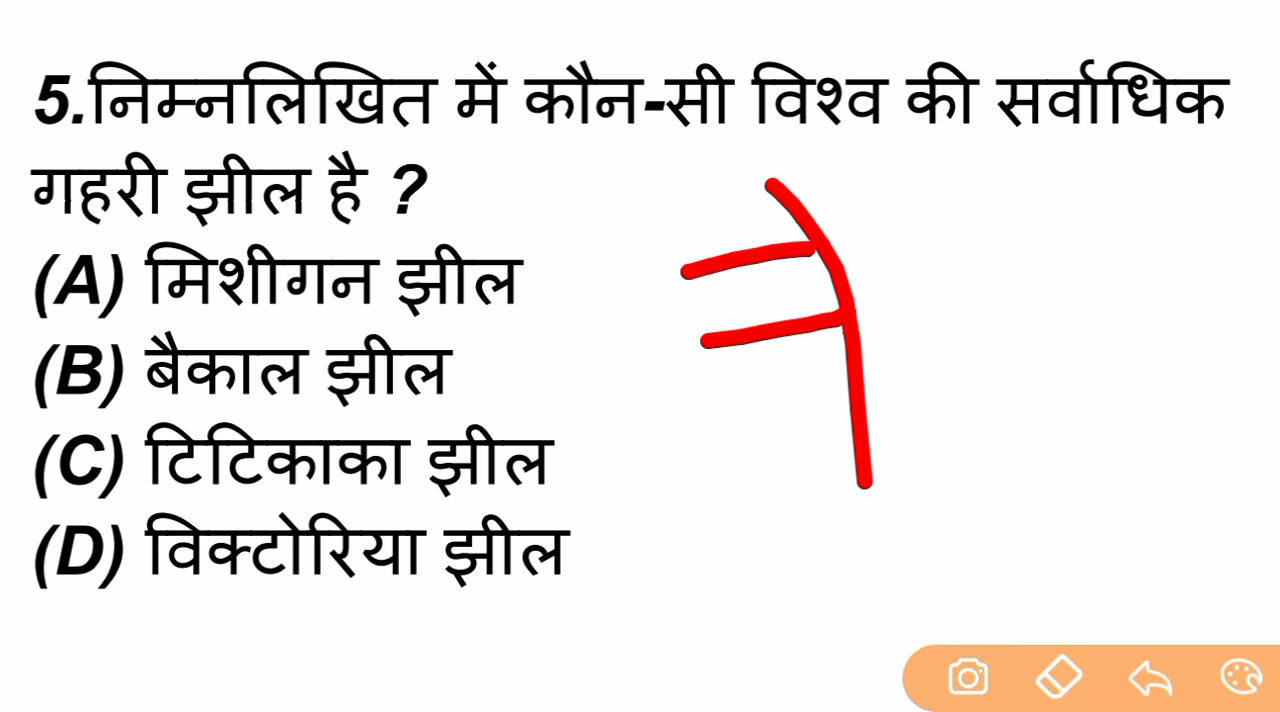 5.निम्नलिखित में कौन-सी विश्व की सर्वाधिक
गहरी झील है ?
(A) मिशीगन झील
(B) बैकाल झील
(C) टिटिकाका झील
(D) विक्टोरिया झील